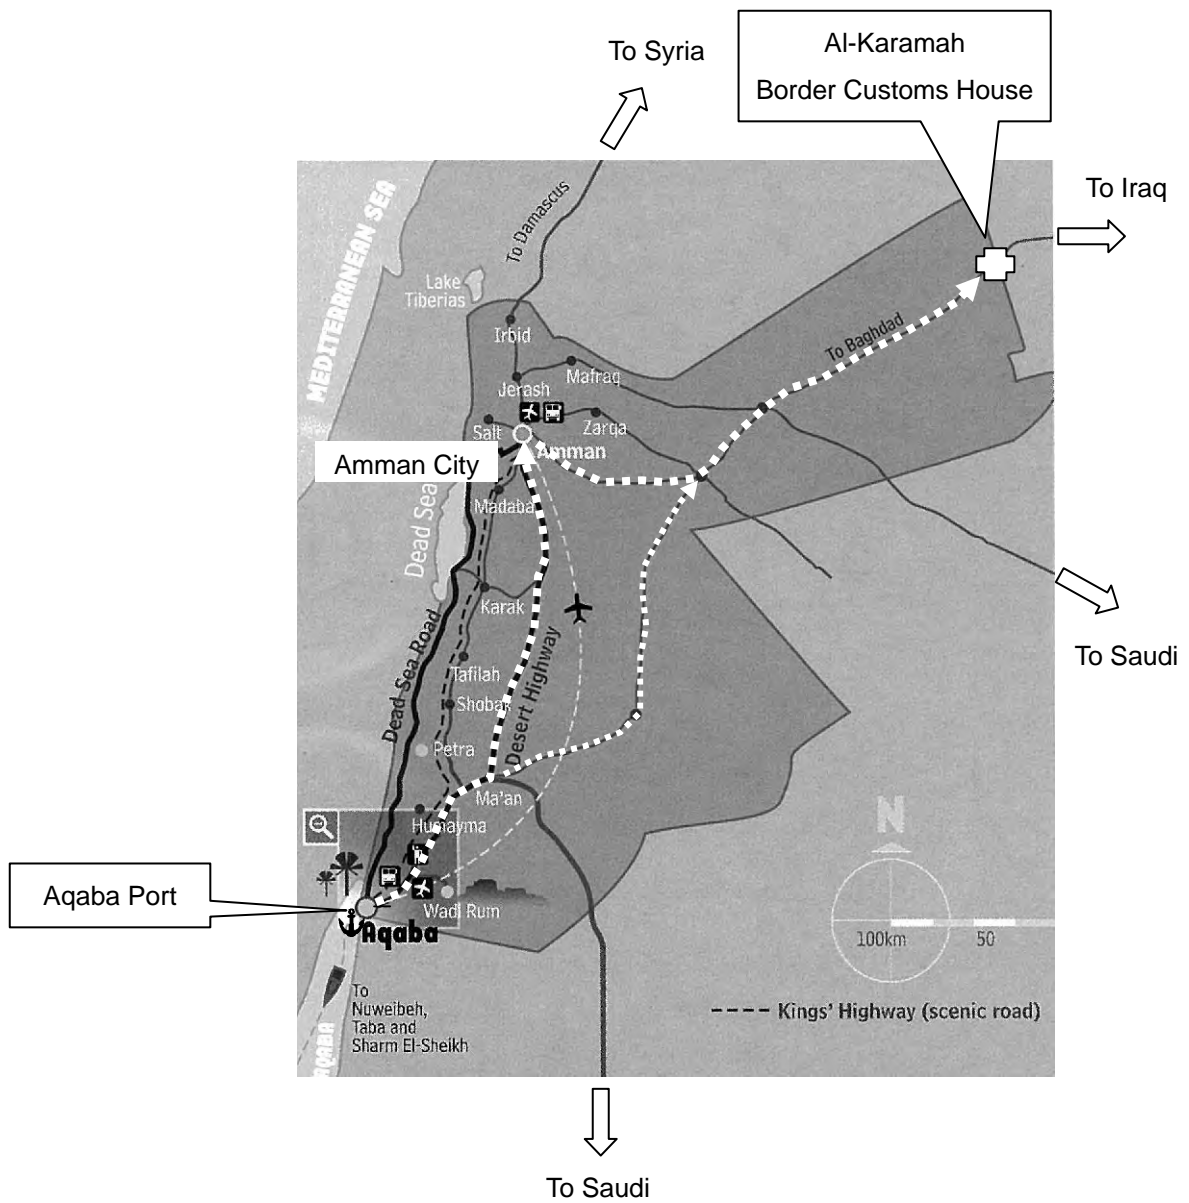 To Syria
Al-Karamah
Border Customs House
To Iraq
MEDITERRANEAN SEA
To Damascus
Lake
Tiberias
Irbid
Jerash
Mafraq
To Baghdad
Salt
Zarqa
Amman
Amman City
Madaba
Dead Sea
Karak
Dead Sea Road
Desert Highway
Tafilah
Shobak
To Saudi
Petra
Ma'an
Humayma
N
Aqaba Port
Wadi Rum
Aqaba
100km
50
To
Nuweibeh,
Taba and
Sharm El-Sheikh
Kings' Highway (scenic road)
AQABA
To Saudi